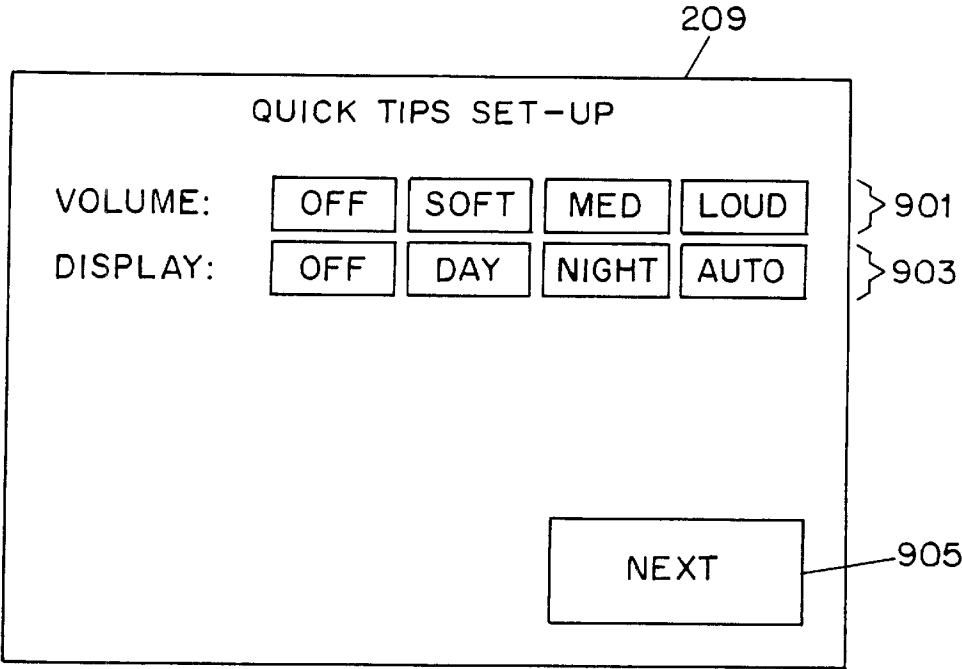 209
QUICK TIPS SET-UP
VOLUME: OFF SOFT MED LOUD 901
DISPLAY: OFF DAY NIGHT AUTO 903
NEXT 905